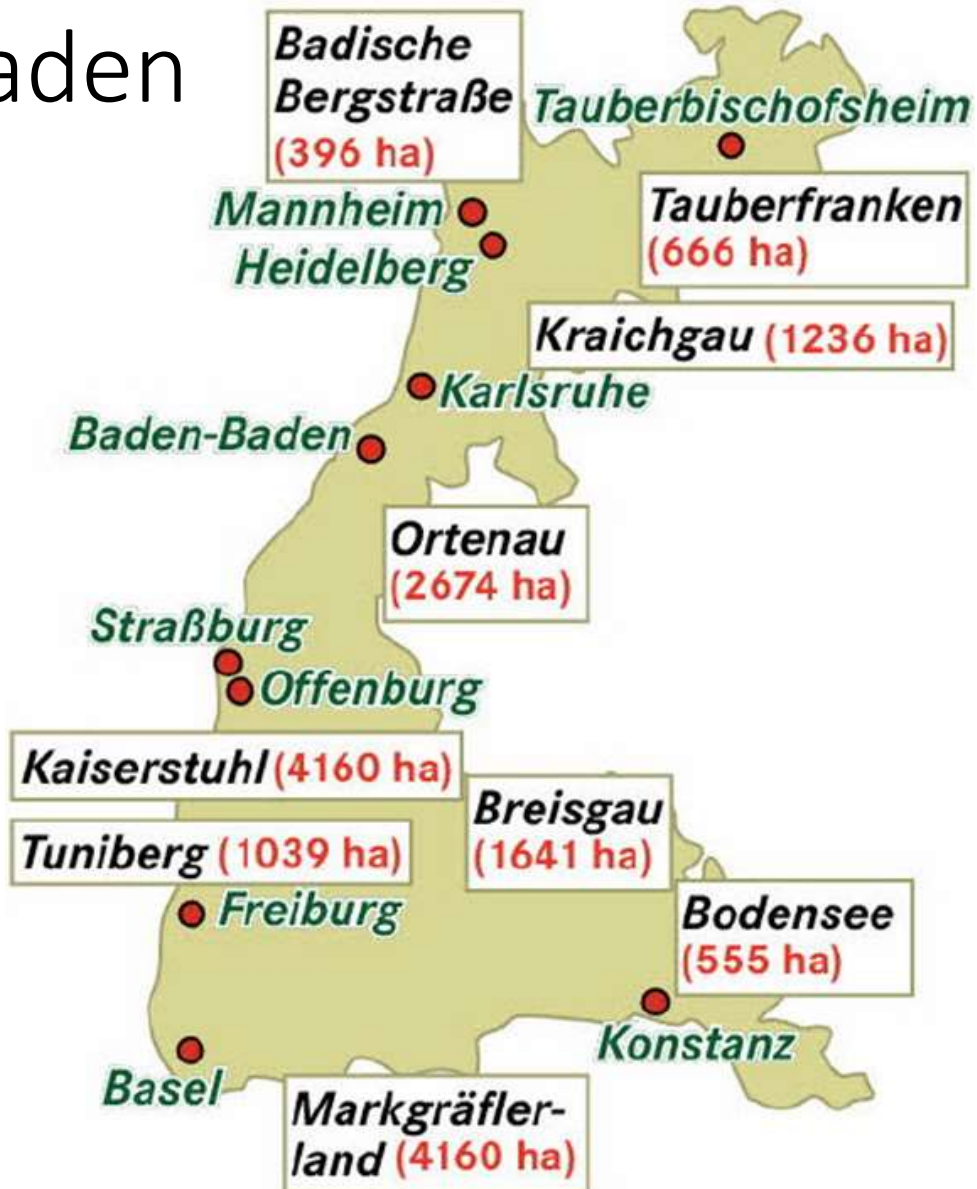 aden
Badische
Bergstraße
(396 ha)
Tauberbischofsheim
Mannheim
Tauberfranken
(666 ha)
Heidelberg
Kraichgau (1236 ha)
Karlsruhe
Baden-Baden
Ortenau
(2674 ha)
Straßburg
Offenburg
Kaiserstuhl (4160 ha)
Breisgau
(1641 ha)
Tuniberg (1039 ha)
Freiburg
Bodensee
(555 ha)
Konstanz
Basel
Markgräfler-
land (4160 ha)